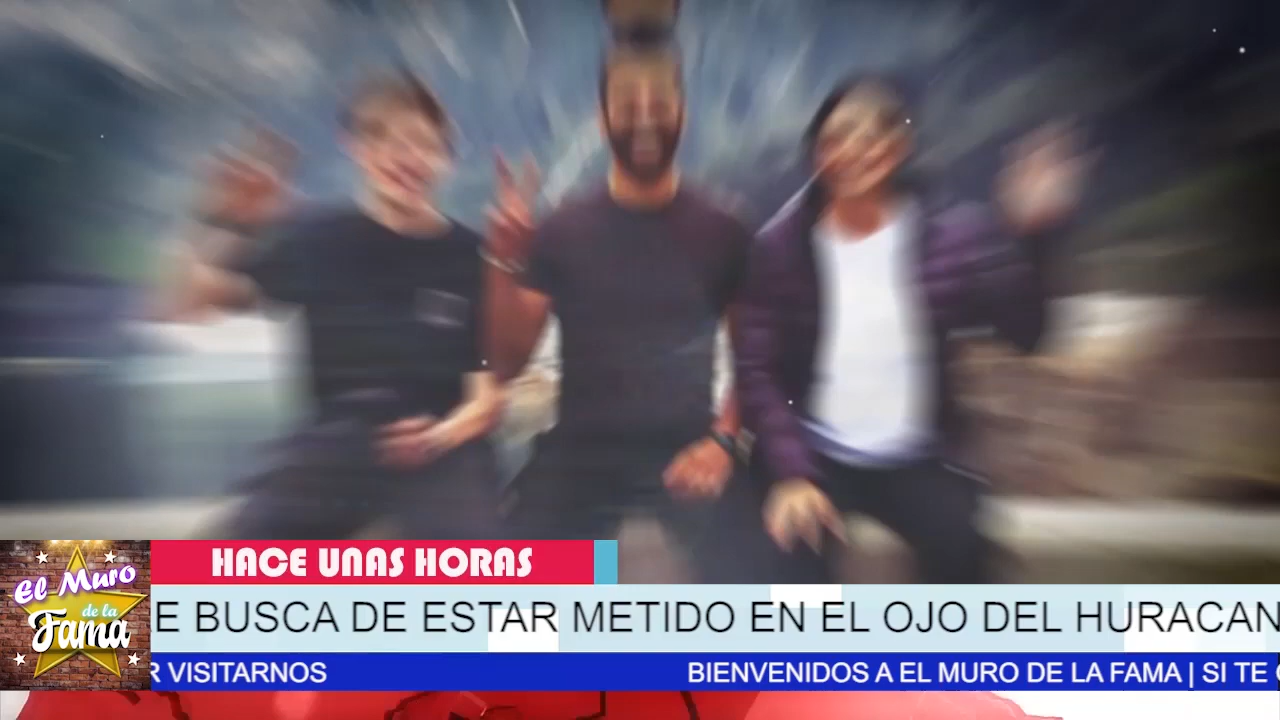 HACE UNAS HORAS
El Muro
de la
Fama
E BUSCA DE ESTAR METIDO EN EL OJO DEL HURACAN
R VISITARNOS BIENVENIDOS A EL MURO DE LA FAMA | SI TE